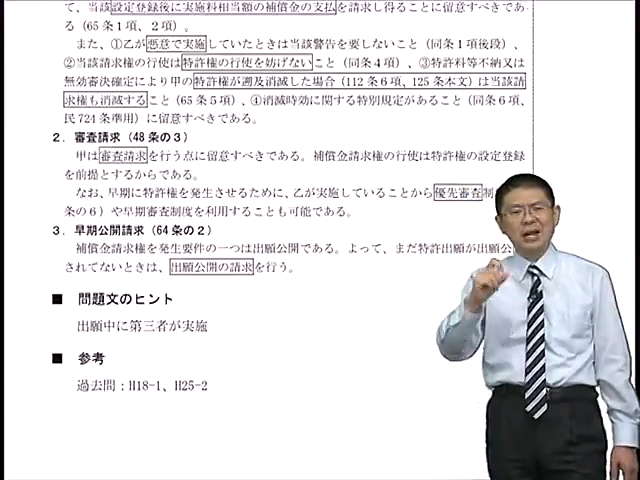 て、当該設定登録後に実施料相当額の補償金の支払を請求し得ることに留意すべきであ
る（65条1項、2項）。
また、①乙が悪意で実施していたときは当該警告を要しないこと（同条1項後段）、
②当該請求権の行使は特許権の行使を妨げないこと（同条4項）、③特許料等不納又は
無効審決確定により甲の特許権が遡及消滅した場合（112条6項、125条本文）は当該請
求権も消滅すること（65条5項）、④消滅時効に関する特別規定があること（同条6項、
民724条準用）に留意すべきである。
2．審査請求（48条の3）
甲は審査請求を行う点に留意すべきである。補償金請求権の行使は特許権の設定登録
を前提とするからである。
なお、早期に特許権を発生させるために、乙が実施していることから優先審査制
条の6）や早期審査制度を利用することも可能である。
3．早期公開請求（64条の2）
補償金請求権を発生要件の一つは出願公開である。よって、まだ特許出願が出願公
されてないときは、出願公開の請求を行う。
■ 問題文のヒント
出願中に第三者が実施
■ 参考
過去問：H18-1、H25-2